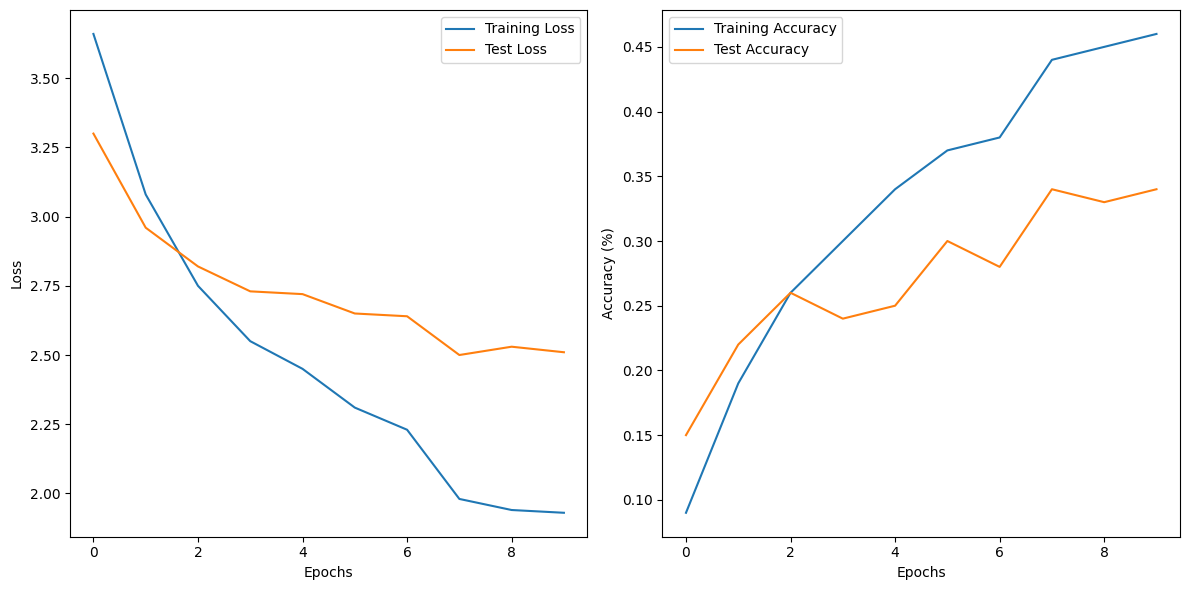 Training Loss
Test Loss
3.50
3.25
3.00
2.75
2.50
2.25
2.00
Loss
0 2 4 6 8
Epochs
Training Accuracy
Test Accuracy
0.45
0.40
0.35
0.30
0.25
0.20
0.15
0.10
Accuracy (%)
0 2 4 6 8
Epochs